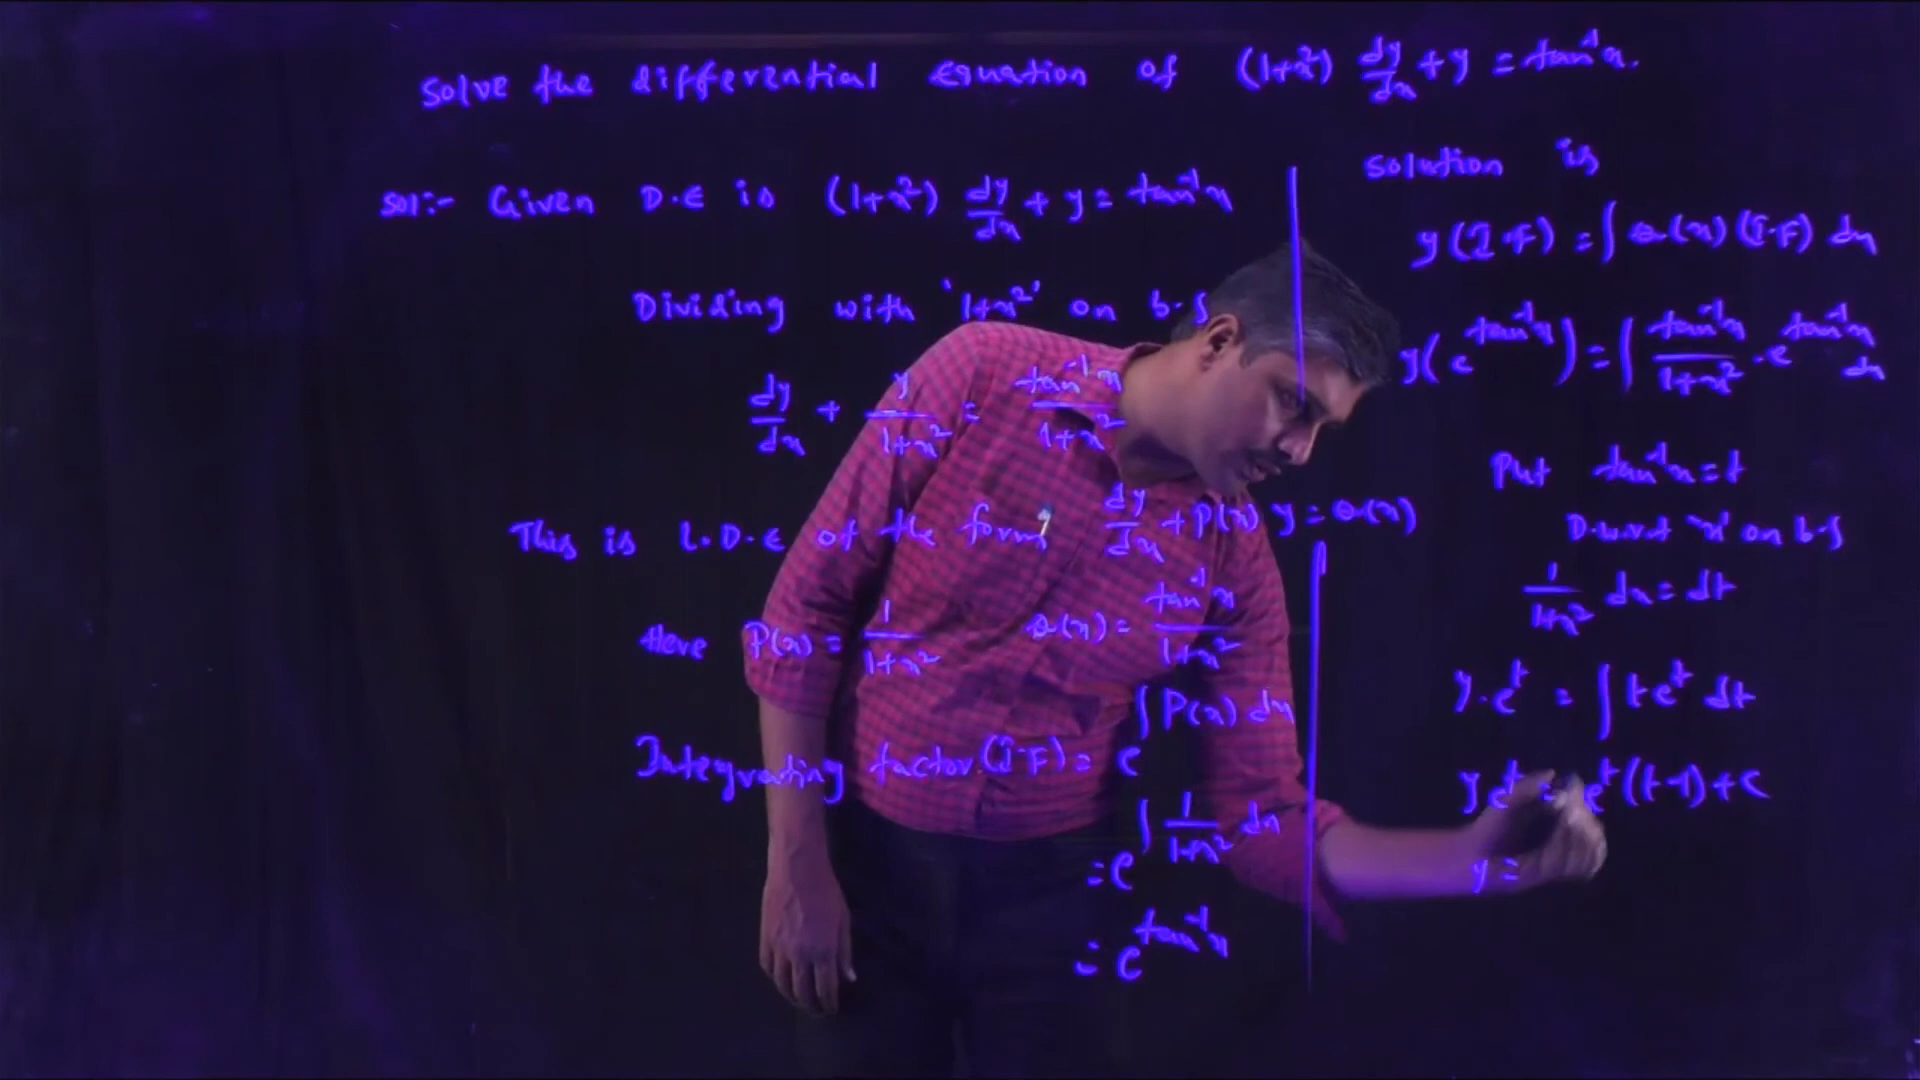 Solve the differential Equation of (1+x²) dy/dx + y = tan⁻¹x.
Sol:- Given D.E is (1+x²) dy/dx + y = tan⁻¹x
Dividing with '1+x²' on b.s
dy/dx + y/1+x² = tan⁻¹x/1+x²
This is L.D.E of the form dy/dx + P(x) y = Q(x)
Here P(x) = 1/1+x² Q(x) = tan⁻¹x/1+x²
Integrating factor.(I.F) = e^∫P(x) dx
= e^∫1/1+x² dx
= e^tan⁻¹x
Solution is
y(I.F) = ∫Q(x)(I.F) dx
y(e^tan⁻¹x) = ∫ tan⁻¹x/1+x² . e^tan⁻¹x dx
Put tan⁻¹x = t
D.w.r.t 'x' on b.s
1/1+x² dx = dt
y.e^t = ∫te^t dt
ye^t = e^t(t-1)+c
y =